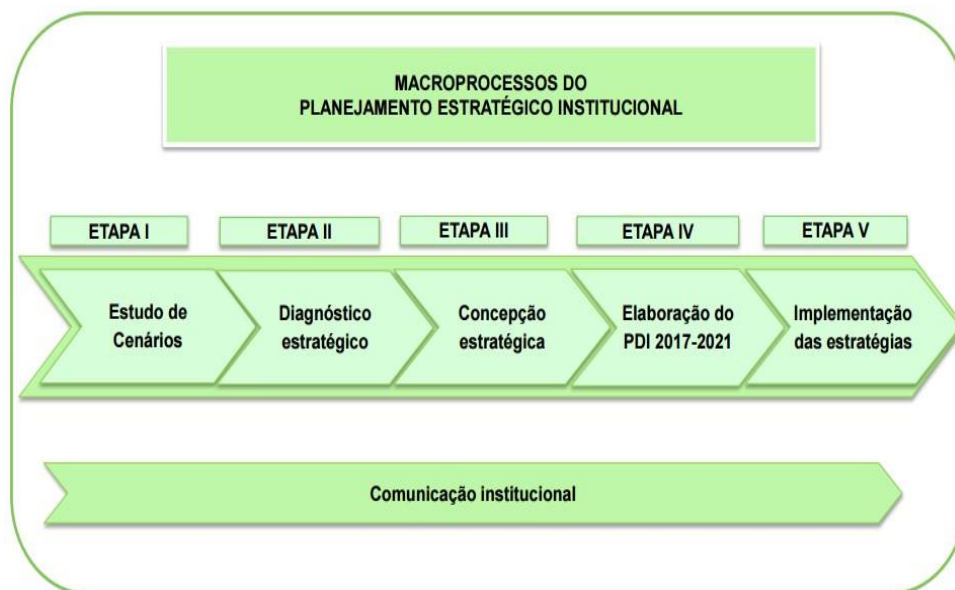 MACROPROCESSOS DO
PLANEJAMENTO ESTRATÉGICO INSTITUCIONAL
ETAPA I
ETAPA II
ETAPA III
ETAPA IV
ETAPA V
Estudo de
Cenários
Diagnóstico
estratégico
Concepção
estratégica
Elaboração do
PDI 2017-2021
Implementação
das estratégias
Comunicação institucional